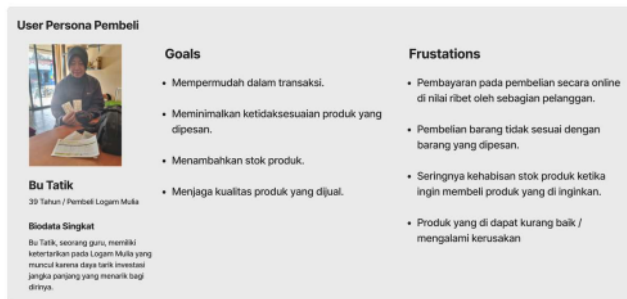 User Persona Pembeli
Bu Tatik
39 Tahun / Pembeli Logam Mulia
Biodata Singkat
Bu Tatik, seorang guru, memiliki
ketertarikan pada Logam Mulia yang
muncul karena daya tarik investasi
jangka panjang yang menarik bagi
dirinya.
Goals
• Mempermudah dalam transaksi.
• Meminimalkan ketidaksesuaian produk yang
dipesan.
• Menambahkan stok produk.
• Menjaga kualitas produk yang dijual.
Frustations
• Pembayaran pada pembelian secara online
di nilai ribet oleh sebagian pelanggan.
• Pembelian barang tidak sesuai dengan
barang yang dipesan.
• Seringnya kehabisan stok produk ketika
ingin membeli produk yang di inginkan.
• Produk yang di dapat kurang baik /
mengalami kerusakan